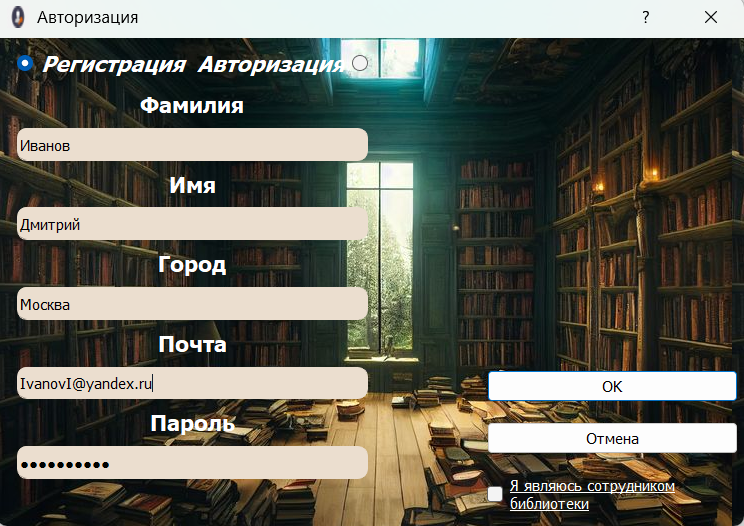 Авторизация
?
Регистрация Авторизация
Фамилия
Иванов
Имя
Дмитрий
Город
Москва
Почта
IvanovI@yandex.ru
Пароль
●●●●●●●●●●
OK
Отмена
Я являюсь сотрудником
библиотеки